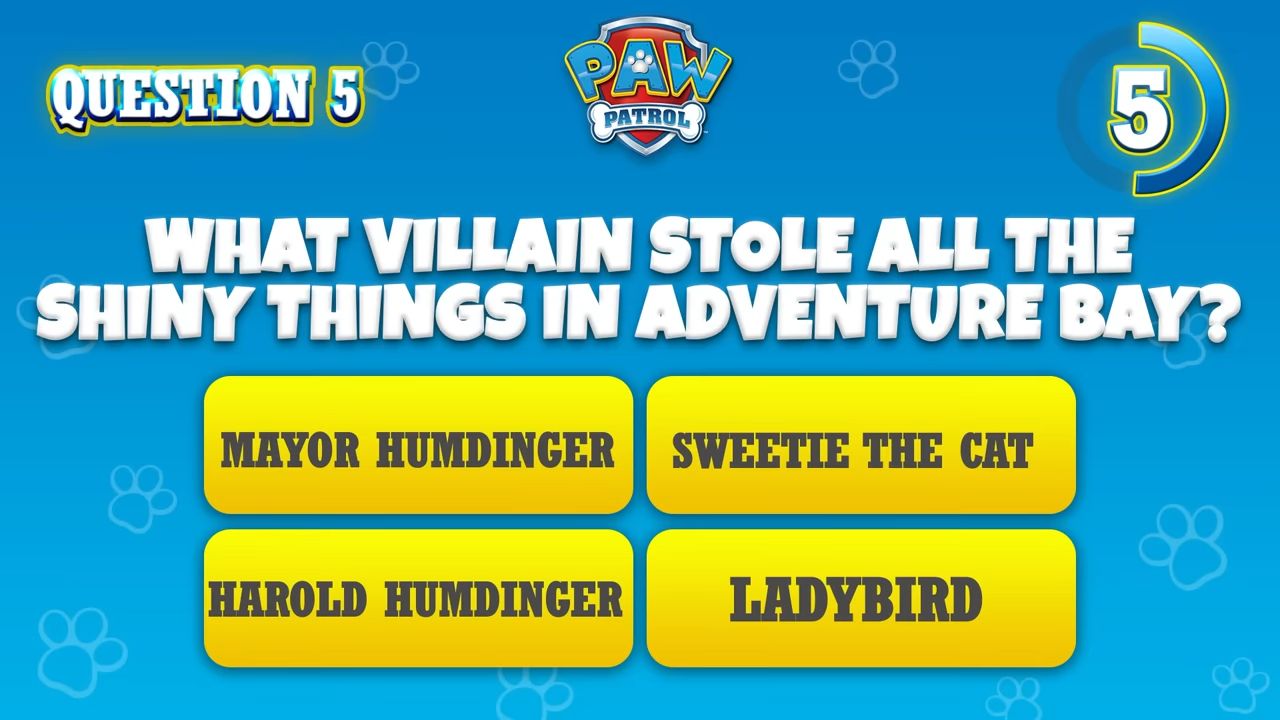 QUESTION 5
PAW
PATROL
5
WHAT VILLAIN STOLE ALL THE
SHINY THINGS IN ADVENTURE BAY?
MAYOR HUMDINGER
SWEETIE THE CAT
HAROLD HUMDINGER
LADYBIRD